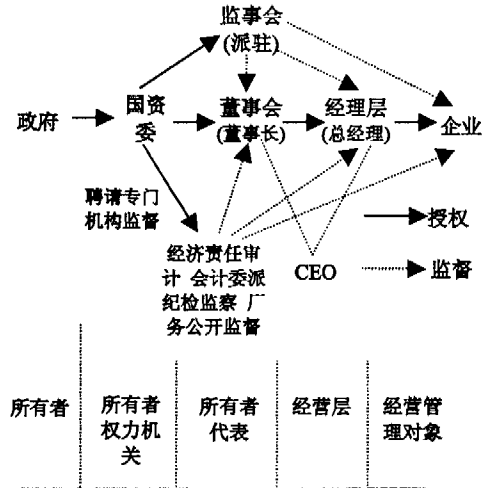 监事会
(派驻)
政府
国资
委
董事会
(董事长)
经理层
(总经理)
企业
聘请专门
机构监督
授权
经济责任审
计 会计委派
纪检监察 厂
务公开监督
CEO
监督
所有者
所有者
权力机
关
所有者
代表
经营层
经营管
理对象